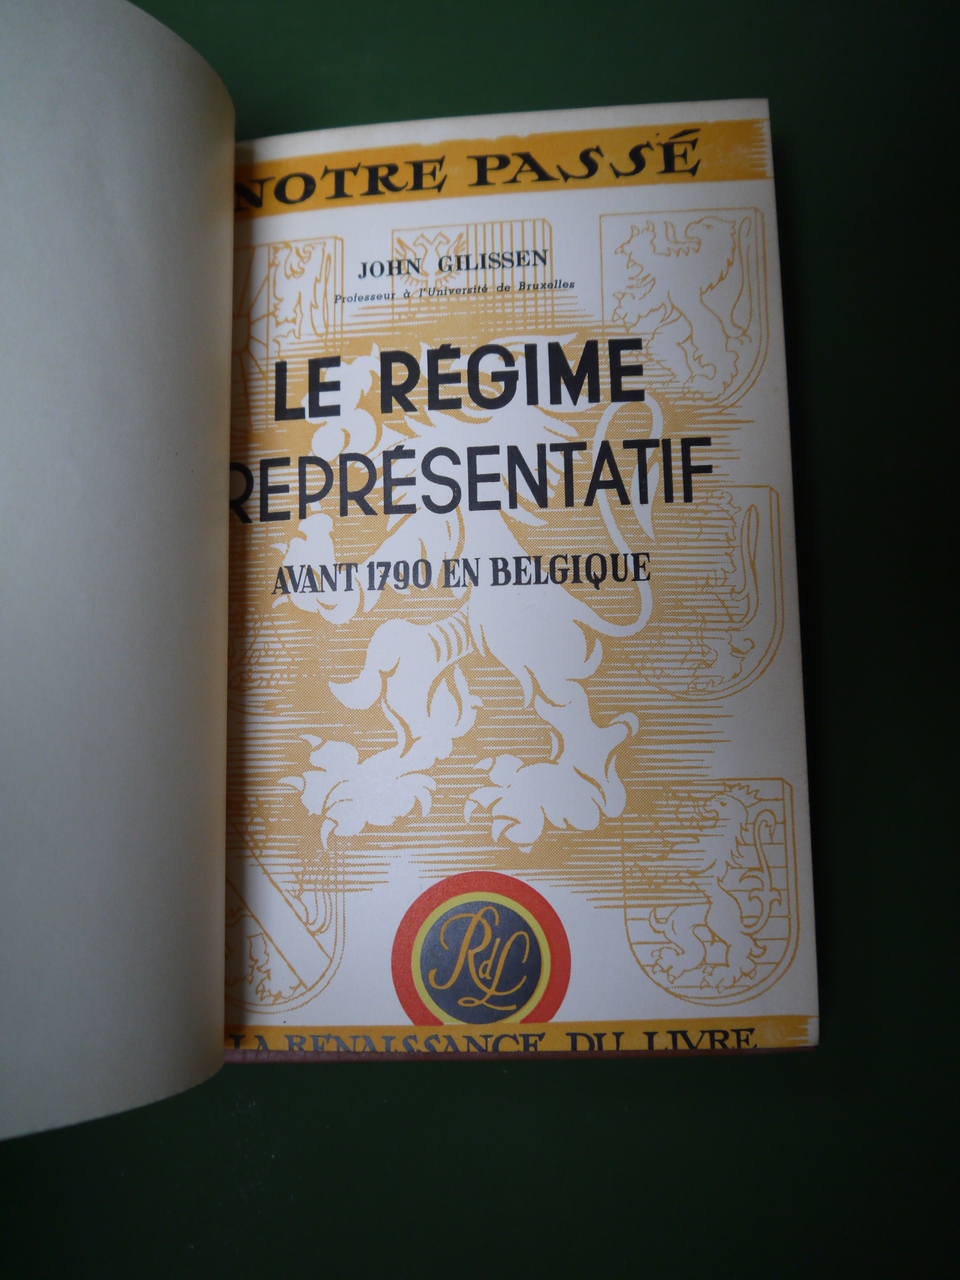 NOTRE PASSÉ
JOHN GILISSEN
Professeur à l'Université de Bruxelles
LE RÉGIME
REPRÉSENTATIF
AVANT 1790 EN BELGIQUE
RdL
LA RENAISSANCE DU LIVRE